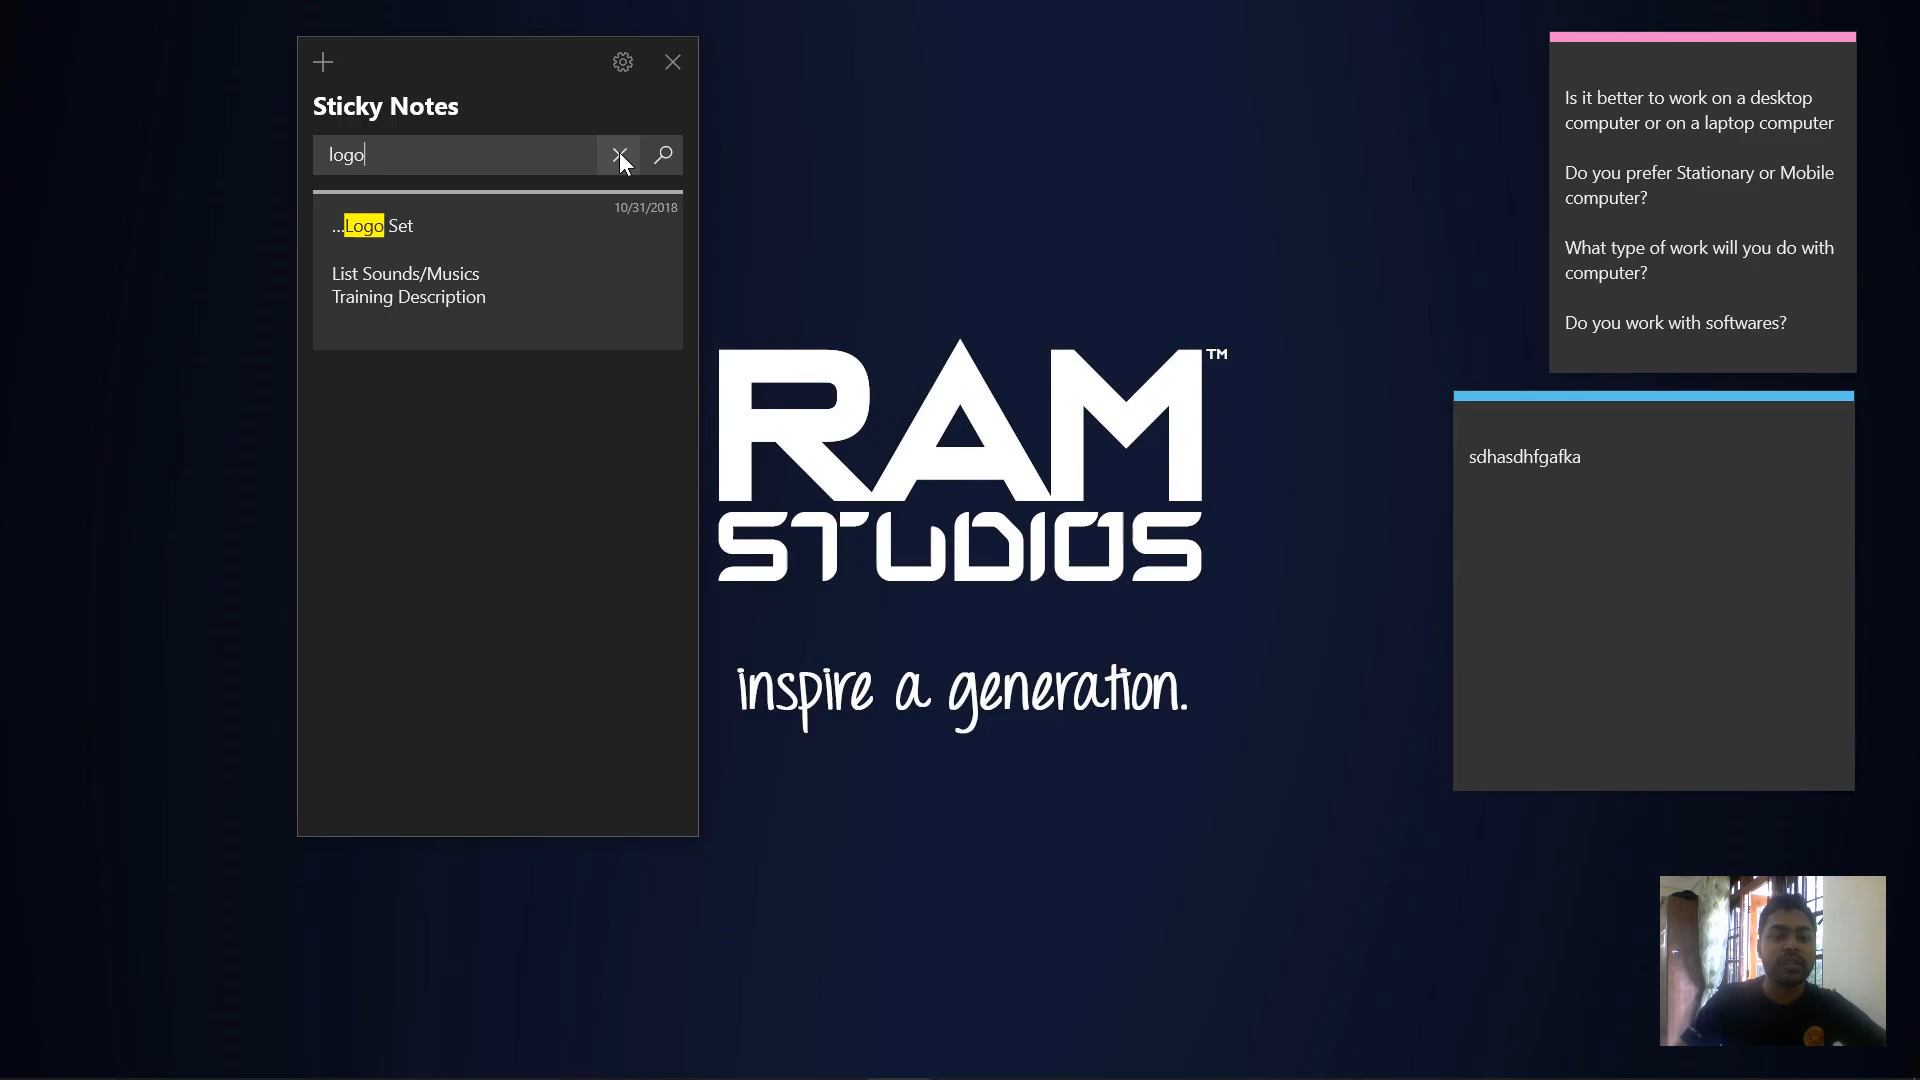 Sticky Notes
logo
10/31/2018
...Logo Set
List Sounds/Musics
Training Description
RAM™
STUDIOS
inspire a generation.
Is it better to work on a desktop
computer or on a laptop computer
Do you prefer Stationary or Mobile
computer?
What type of work will you do with
computer?
Do you work with softwares?
sdhasdhfgafka